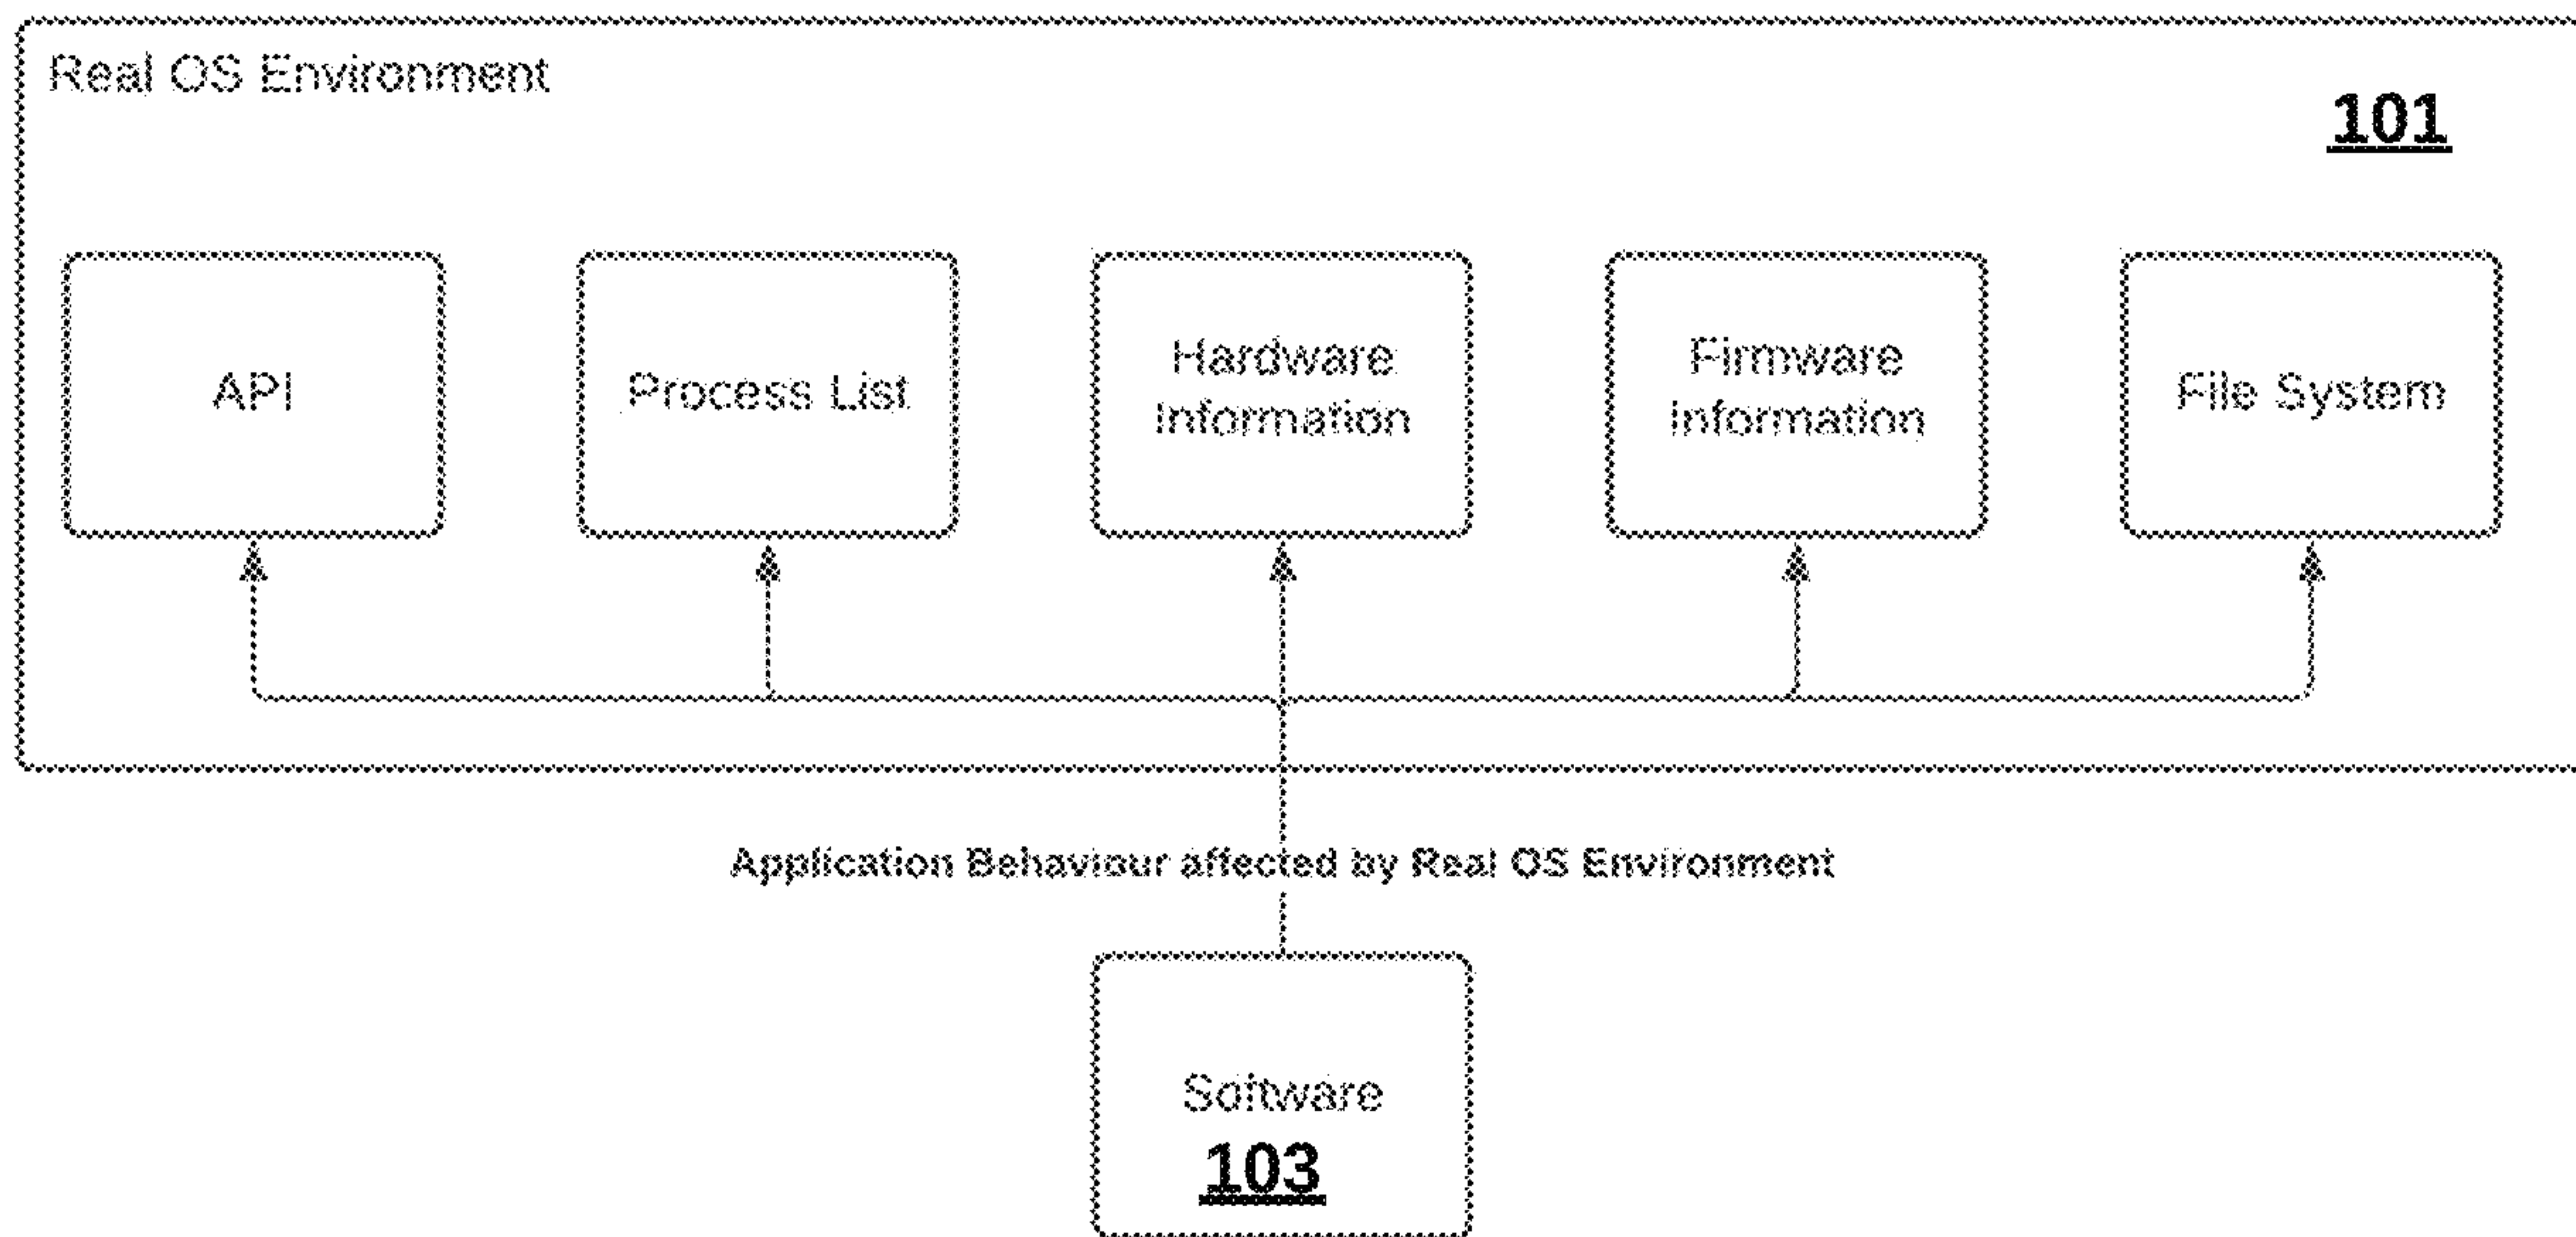 Real OS Environment
101
API
Process List
Hardware
Information
Firmware
Information
File System
Application Behaviour affected by Real OS Environment
Software
103